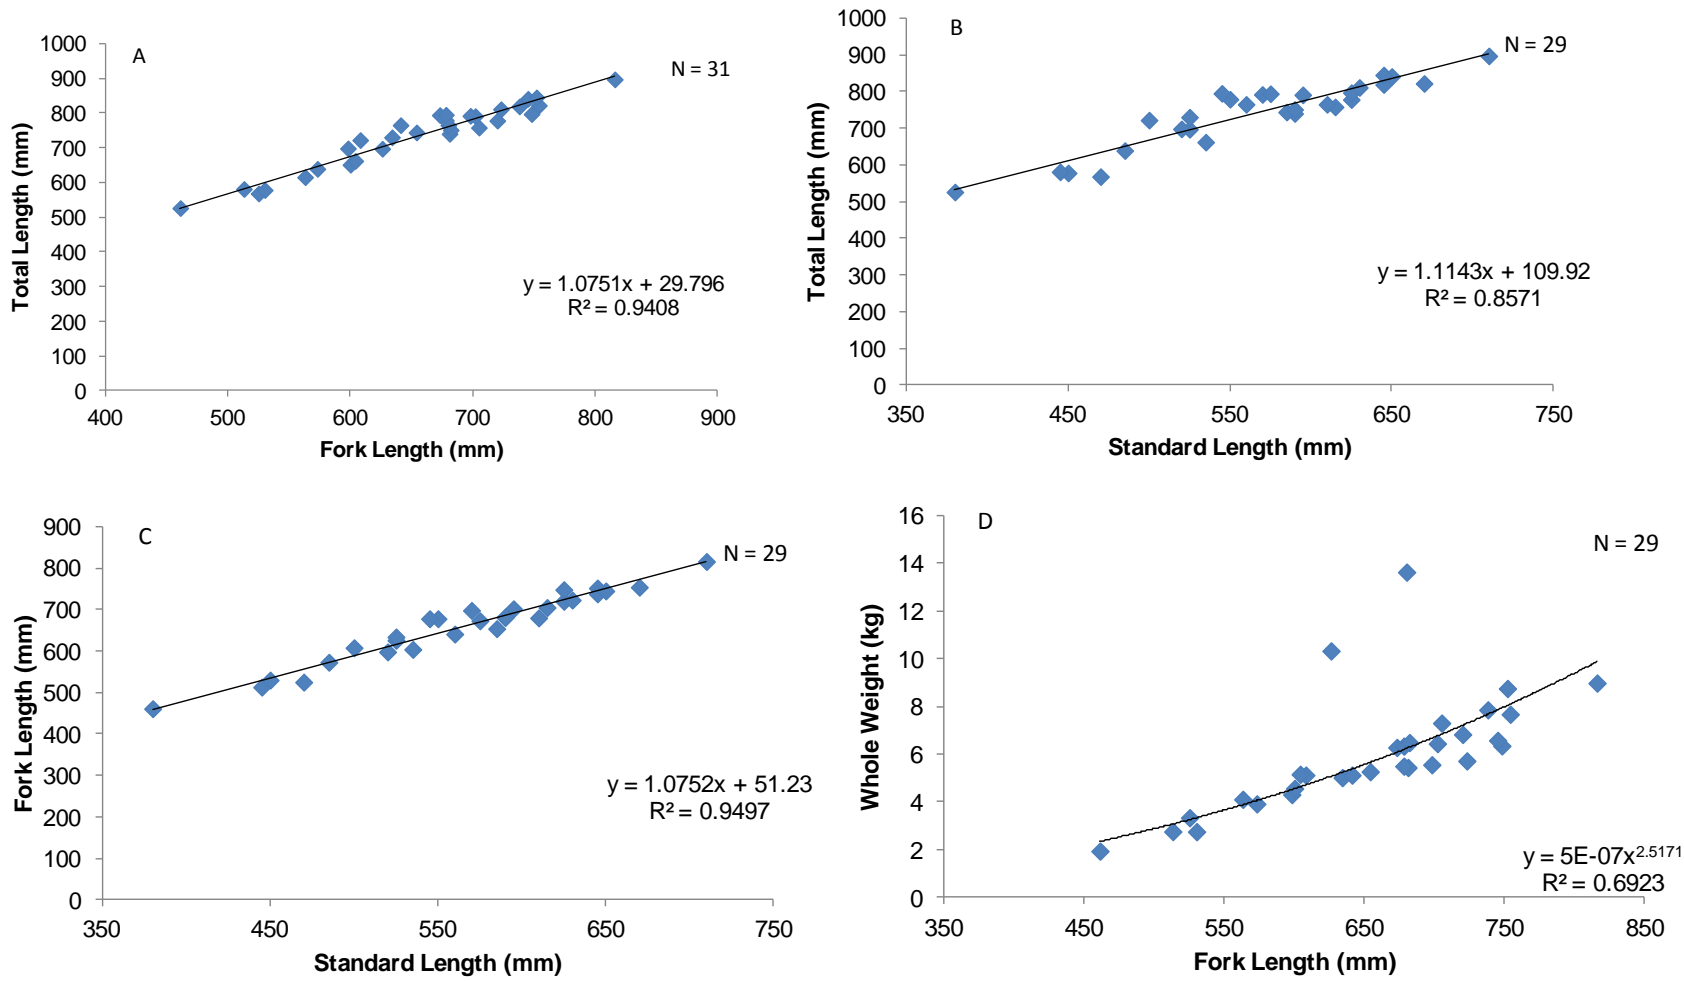 A
N = 31
1000
900
800
700
600
500
400
300
200
100
0
Total Length (mm)
y = 1.0751x + 29.796
R² = 0.9408
400 500 600 700 800 900
Fork Length (mm)
B
N = 29
1000
900
800
700
600
500
400
300
200
100
0
Total Length (mm)
y = 1.1143x + 109.92
R² = 0.8571
350 450 550 650 750
Standard Length (mm)
C
N = 29
900
800
700
600
500
400
300
200
100
0
Fork Length (mm)
y = 1.0752x + 51.23
R² = 0.9497
350 450 550 650 750
Standard Length (mm)
D
N = 29
16
14
12
10
8
6
4
2
0
Whole Weight (kg)
y = 5E-07x^2.5171
R² = 0.6923
350 450 550 650 750 850
Fork Length (mm)